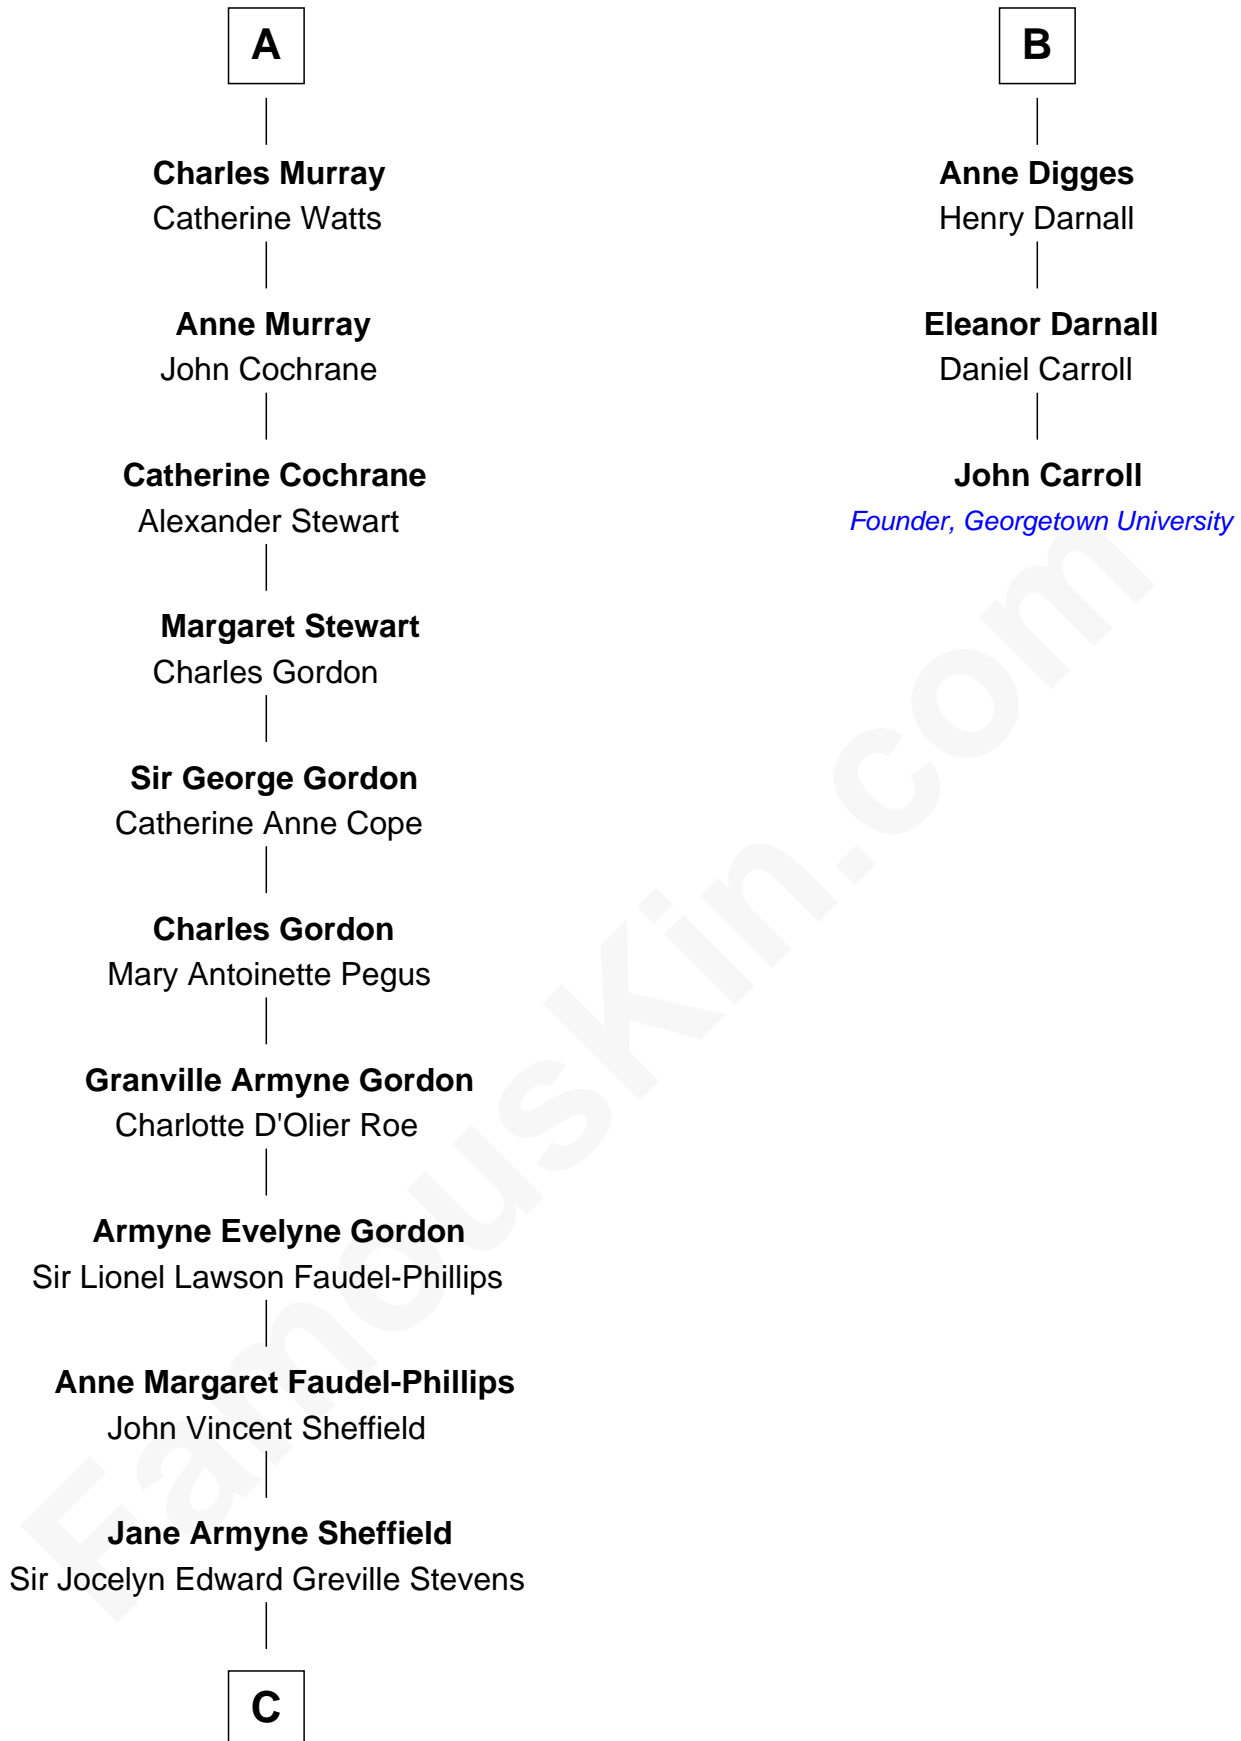 A
Charles Murray
Catherine Watts
Anne Murray
John Cochrane
Catherine Cochrane
Alexander Stewart
Margaret Stewart
Charles Gordon
Sir George Gordon
Catherine Anne Cope
Charles Gordon
Mary Antoinette Pegus
Granville Armyne Gordon
Charlotte D'Olier Roe
Armyne Evelyne Gordon
Sir Lionel Lawson Faudel-Phillips
Anne Margaret Faudel-Phillips
John Vincent Sheffield
Jane Armyne Sheffield
Sir Jocelyn Edward Greville Stevens
C
B
Anne Digges
Henry Darnall
Eleanor Darnall
Daniel Carroll
John Carroll
Founder, Georgetown University
FamousKin.com